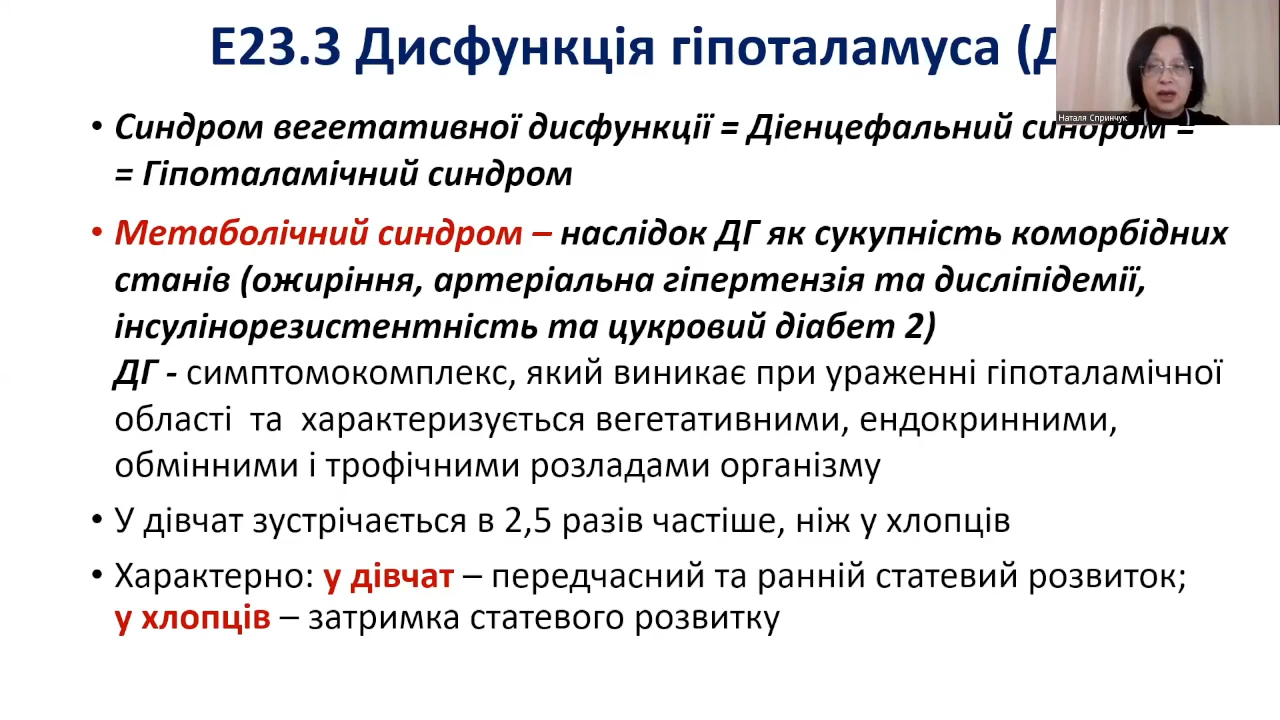 E23.3 Дисфункція гіпоталамуса (Д
Наталя Спринчук
• Синдром вегетативної дисфункції = Діенцефальний синдром =
= Гіпоталамічний синдром
• Метаболічний синдром – наслідок ДГ як сукупність коморбідних
станів (ожиріння, артеріальна гіпертензія та дисліпідемії,
інсулінорезистентність та цукровий діабет 2)
ДГ - симптомокомплекс, який виникає при ураженні гіпоталамічної
області та характеризується вегетативними, ендокринними,
обмінними і трофічними розладами організму
• У дівчат зустрічається в 2,5 разів частіше, ніж у хлопців
• Характерно: у дівчат – передчасний та ранній статевий розвиток;
у хлопців – затримка статевого розвитку